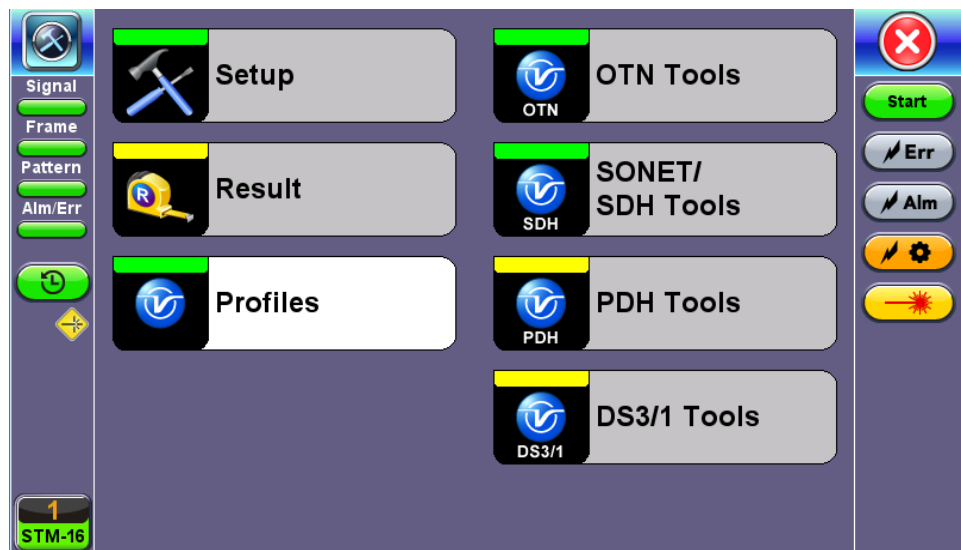 Signal
Frame
Pattern
Alm/Err
1
STM-16
Setup
R
Result
Profiles
OTN
OTN Tools
SDH
SONET/
SDH Tools
PDH
PDH Tools
DS3/1
DS3/1 Tools
Start
Err
Alm